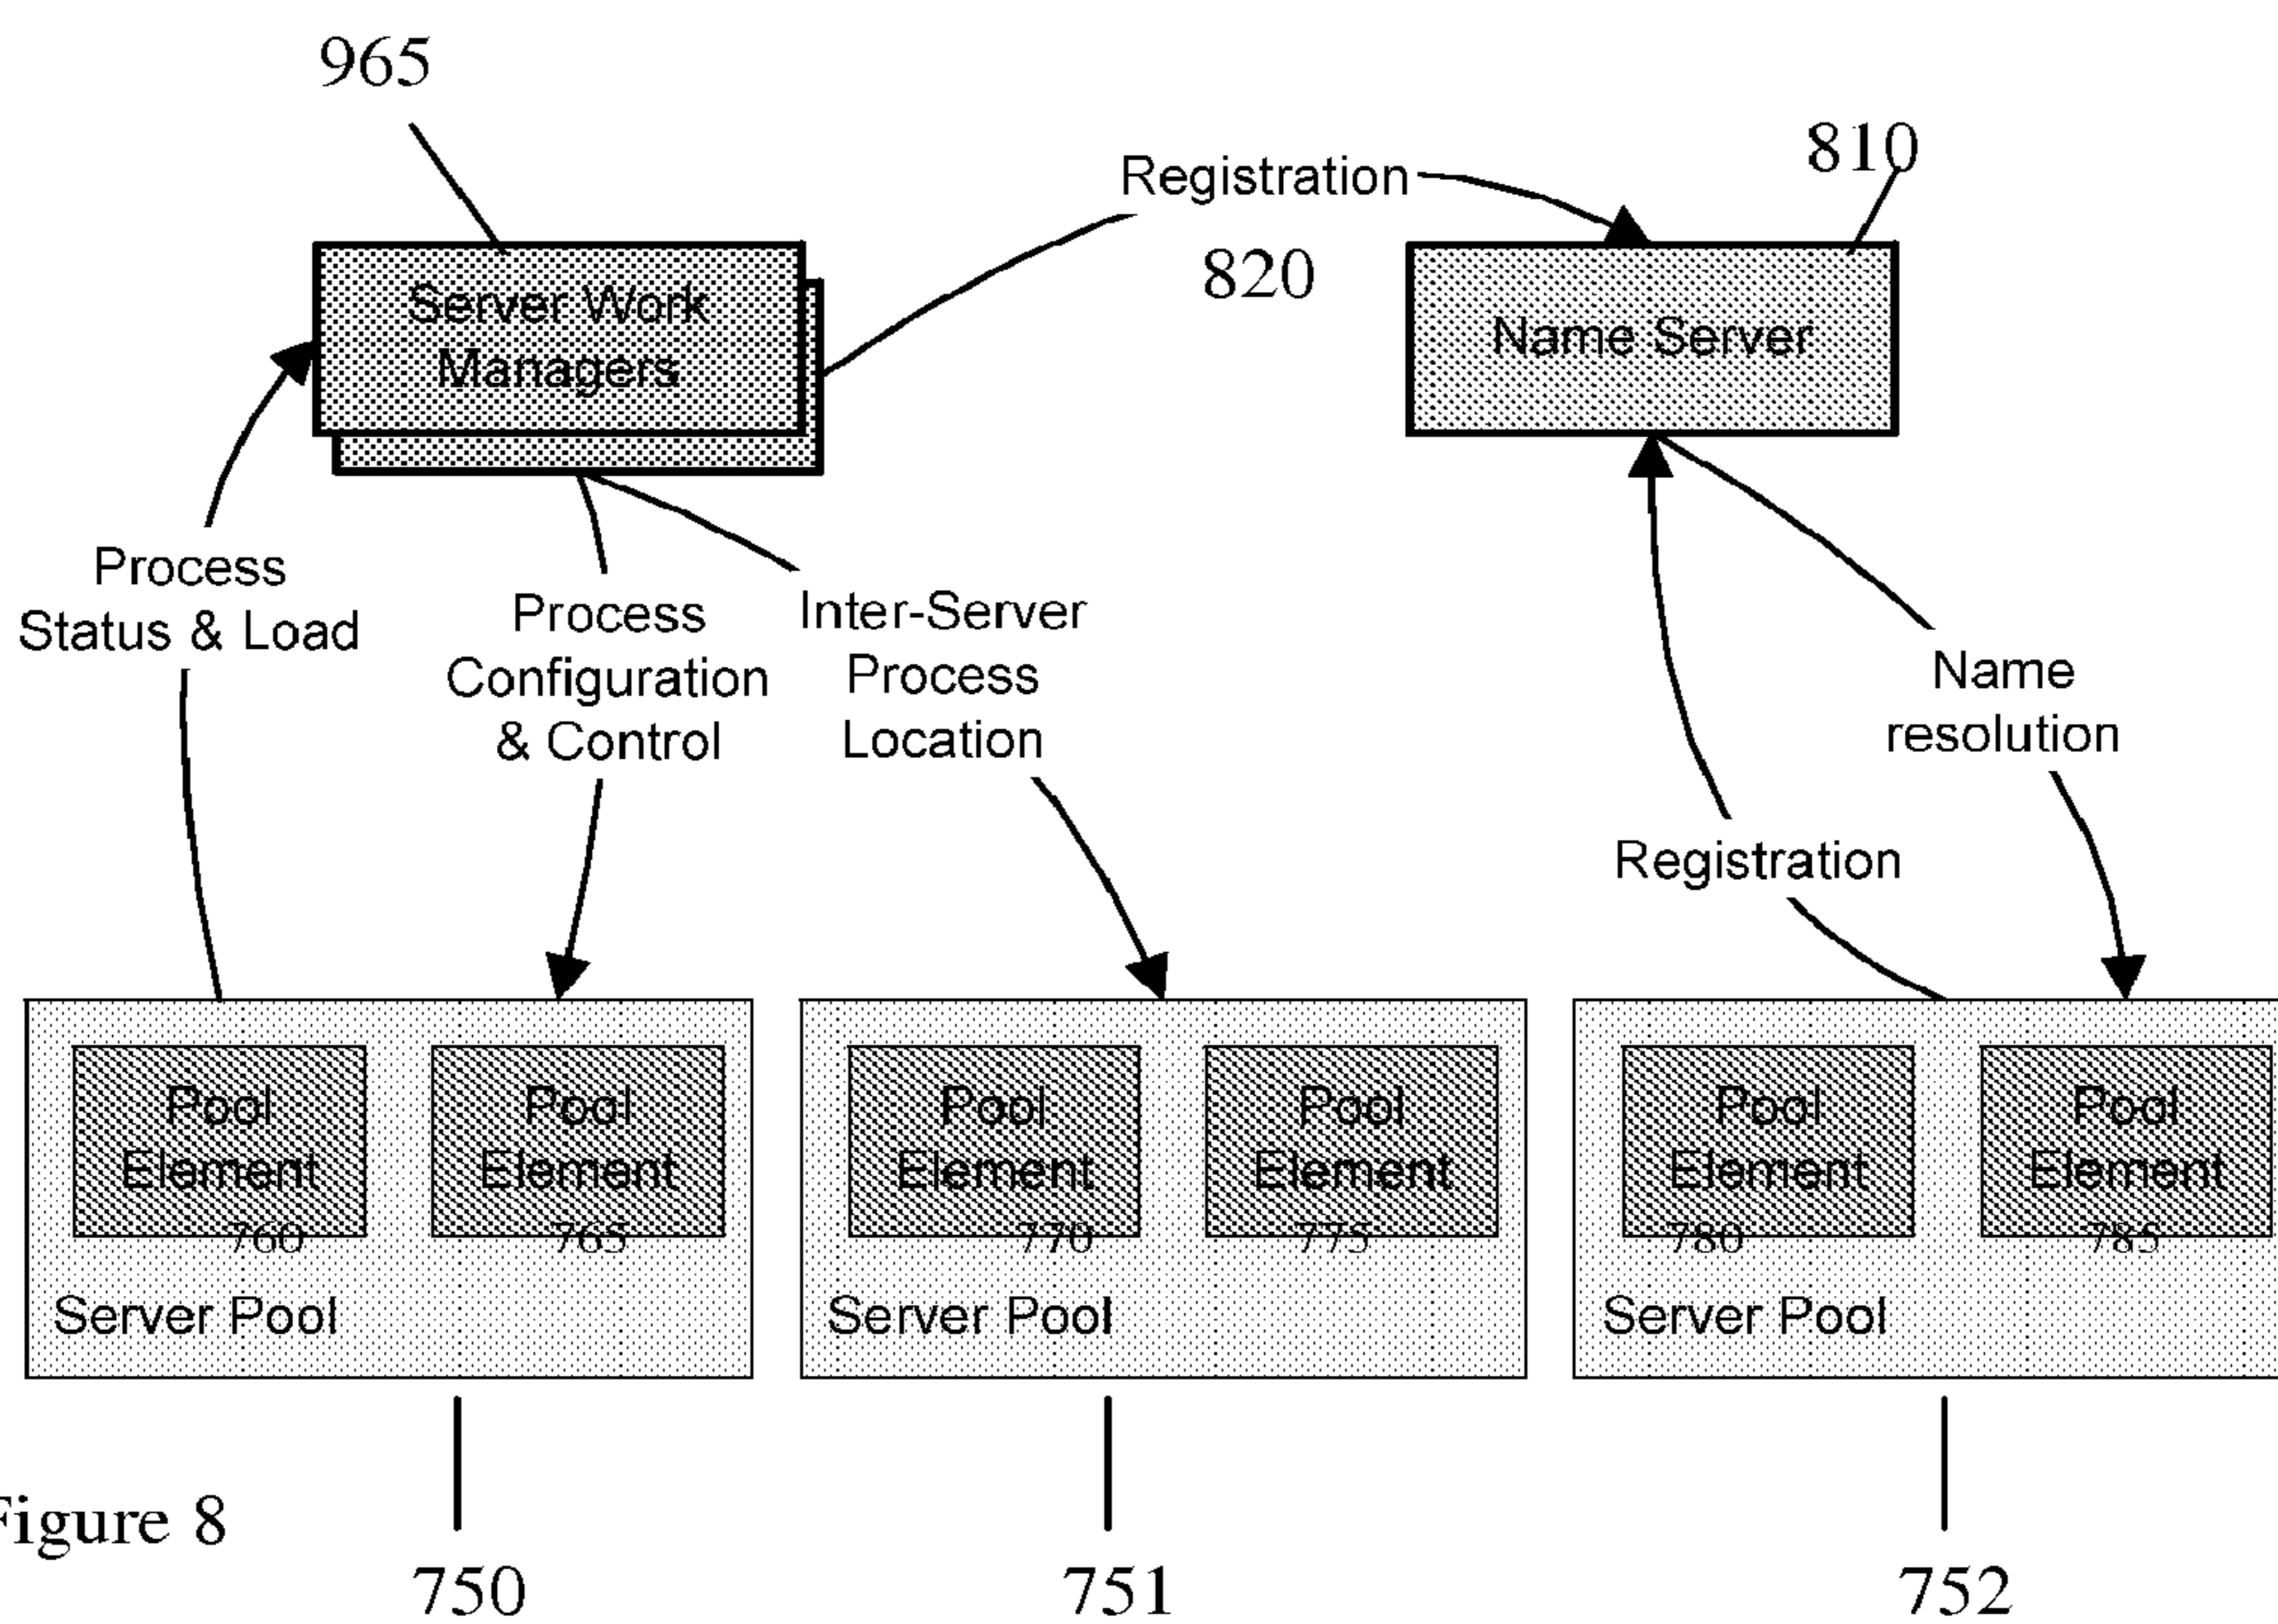 965
810
Registration
820
Server Work
Managers
Name Server
Process
Status & Load
Process
Configuration
& Control
Inter-Server
Process
Location
Name
resolution
Registration
Pool
Element
760
Pool
Element
765
Server Pool
Pool
Element
770
Pool
Element
775
Server Pool
Pool
Element
780
Pool
Element
785
Server Pool
Figure 8
750
751
752